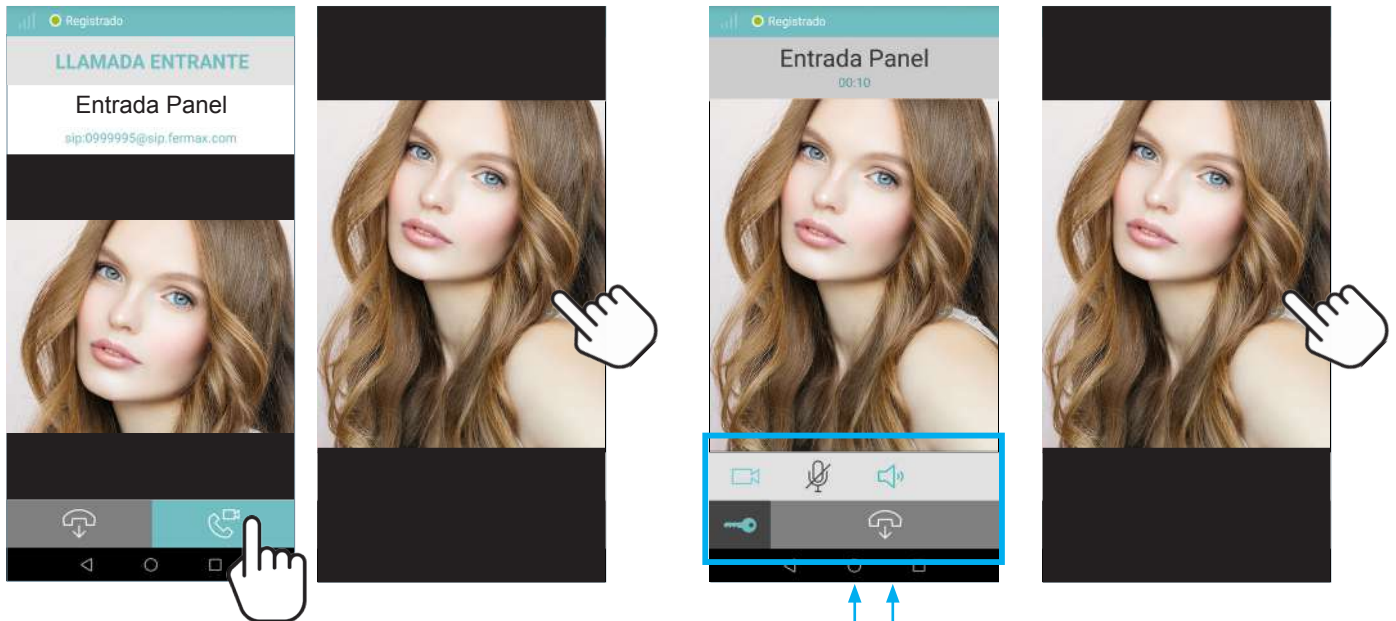 Registrado
LLAMADA ENTRANTE
Entrada Panel
sip:0999995@sip.fermax.com
Registrado
Entrada Panel
00:10